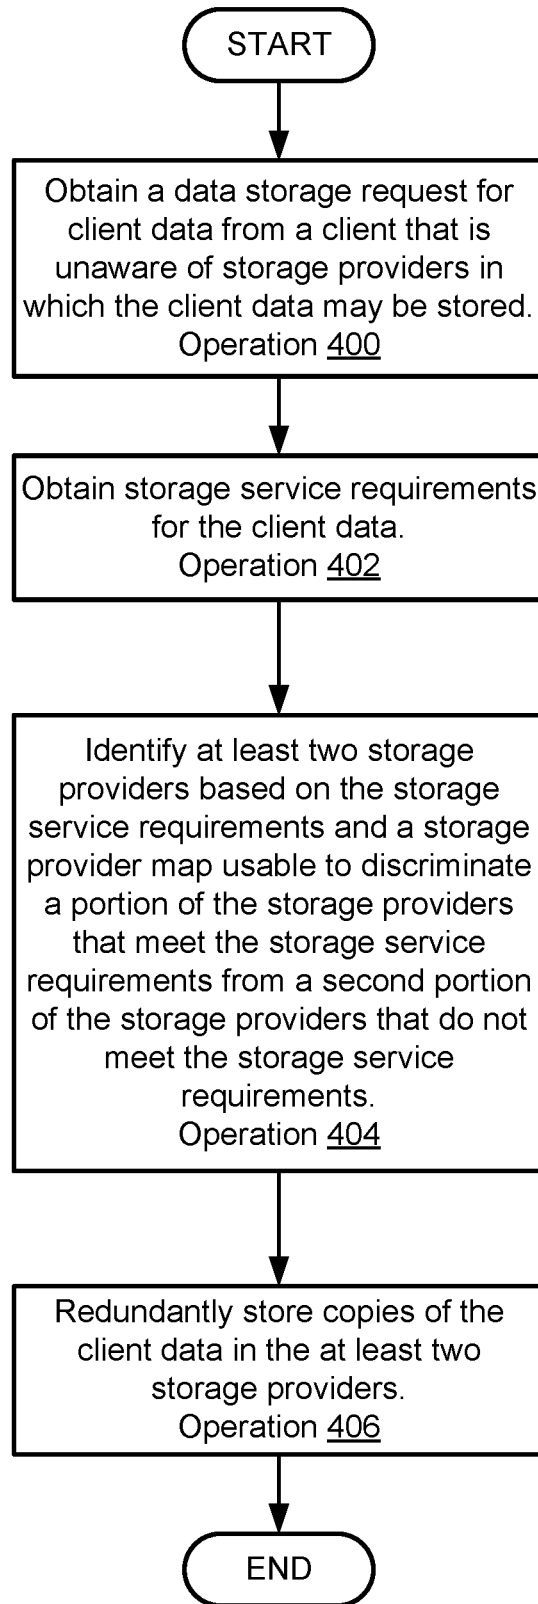 START
Obtain a data storage request for
client data from a client that is
unaware of storage providers in
which the client data may be stored.
Operation 400
Obtain storage service requirements
for the client data.
Operation 402
Identify at least two storage
providers based on the storage
service requirements and a storage
provider map usable to discriminate
a portion of the storage providers
that meet the storage service
requirements from a second portion
of the storage providers that do not
meet the storage service
requirements.
Operation 404
Redundantly store copies of the
client data in the at least two
storage providers.
Operation 406
END